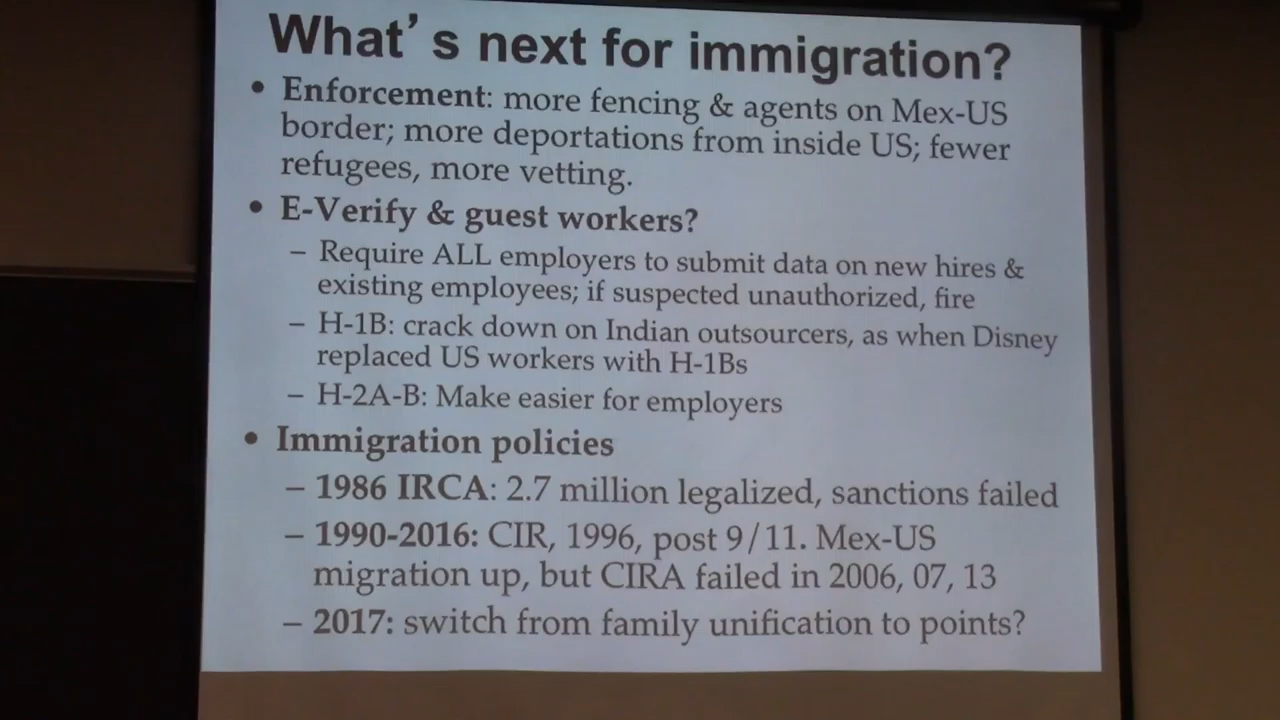 What's next for immigration?
• Enforcement: more fencing & agents on Mex-US
border; more deportations from inside US; fewer
refugees, more vetting.
• E-Verify & guest workers?
– Require ALL employers to submit data on new hires &
existing employees; if suspected unauthorized, fire
– H-1B: crack down on Indian outsourcers, as when Disney
replaced US workers with H-1Bs
– H-2A-B: Make easier for employers
• Immigration policies
– 1986 IRCA: 2.7 million legalized, sanctions failed
– 1990-2016: CIR, 1996, post 9/11. Mex-US
migration up, but CIRA failed in 2006, 07, 13
– 2017: switch from family unification to points?